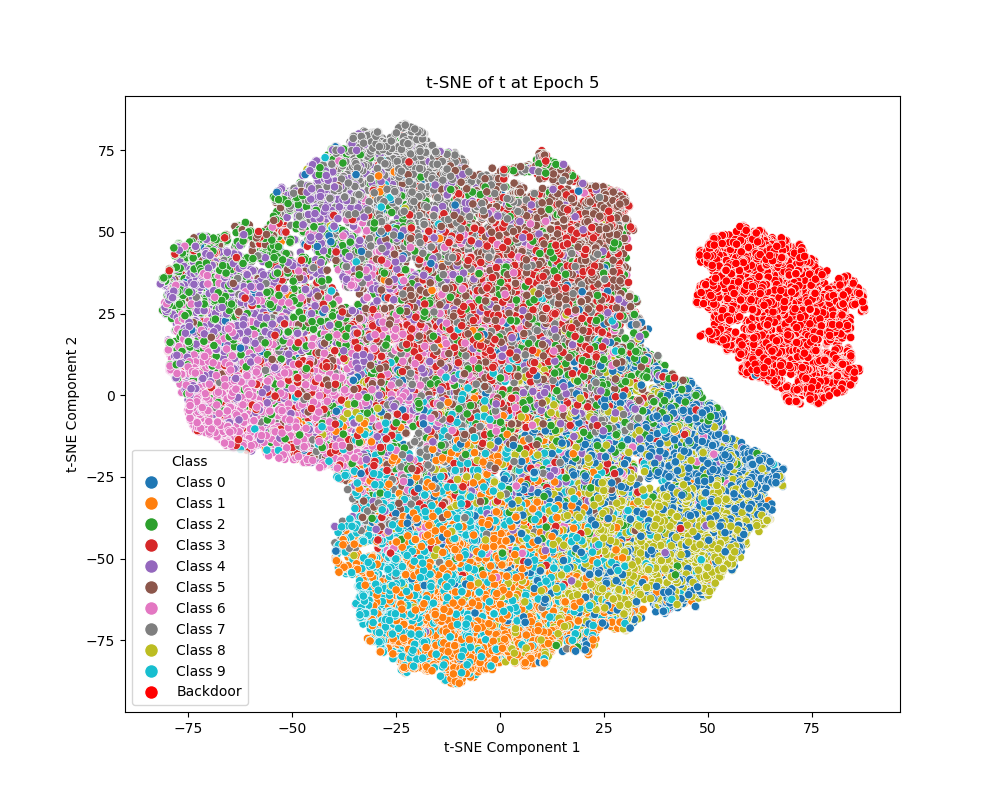 t-SNE of t at Epoch 5
t-SNE Component 2
75
50
25
0
−25
−50
−75
Class
Class 0
Class 1
Class 2
Class 3
Class 4
Class 5
Class 6
Class 7
Class 8
Class 9
Backdoor
−75 −50 −25 0 25 50 75
t-SNE Component 1